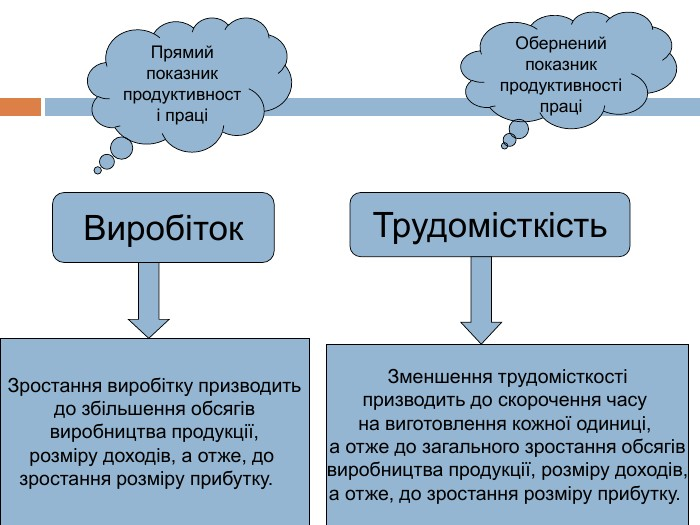 Прямий
показник
продуктивност
і праці
Обернений
показник
продуктивності
праці
Виробіток
Трудомісткість
Зростання виробітку призводить
до збільшення обсягів
виробництва продукції,
розміру доходів, а отже, до
зростання розміру прибутку.
Зменшення трудомісткості
призводить до скорочення часу
на виготовлення кожної одиниці,
а отже до загального зростання обсягів
виробництва продукції, розміру доходів,
а отже, до зростання розміру прибутку.